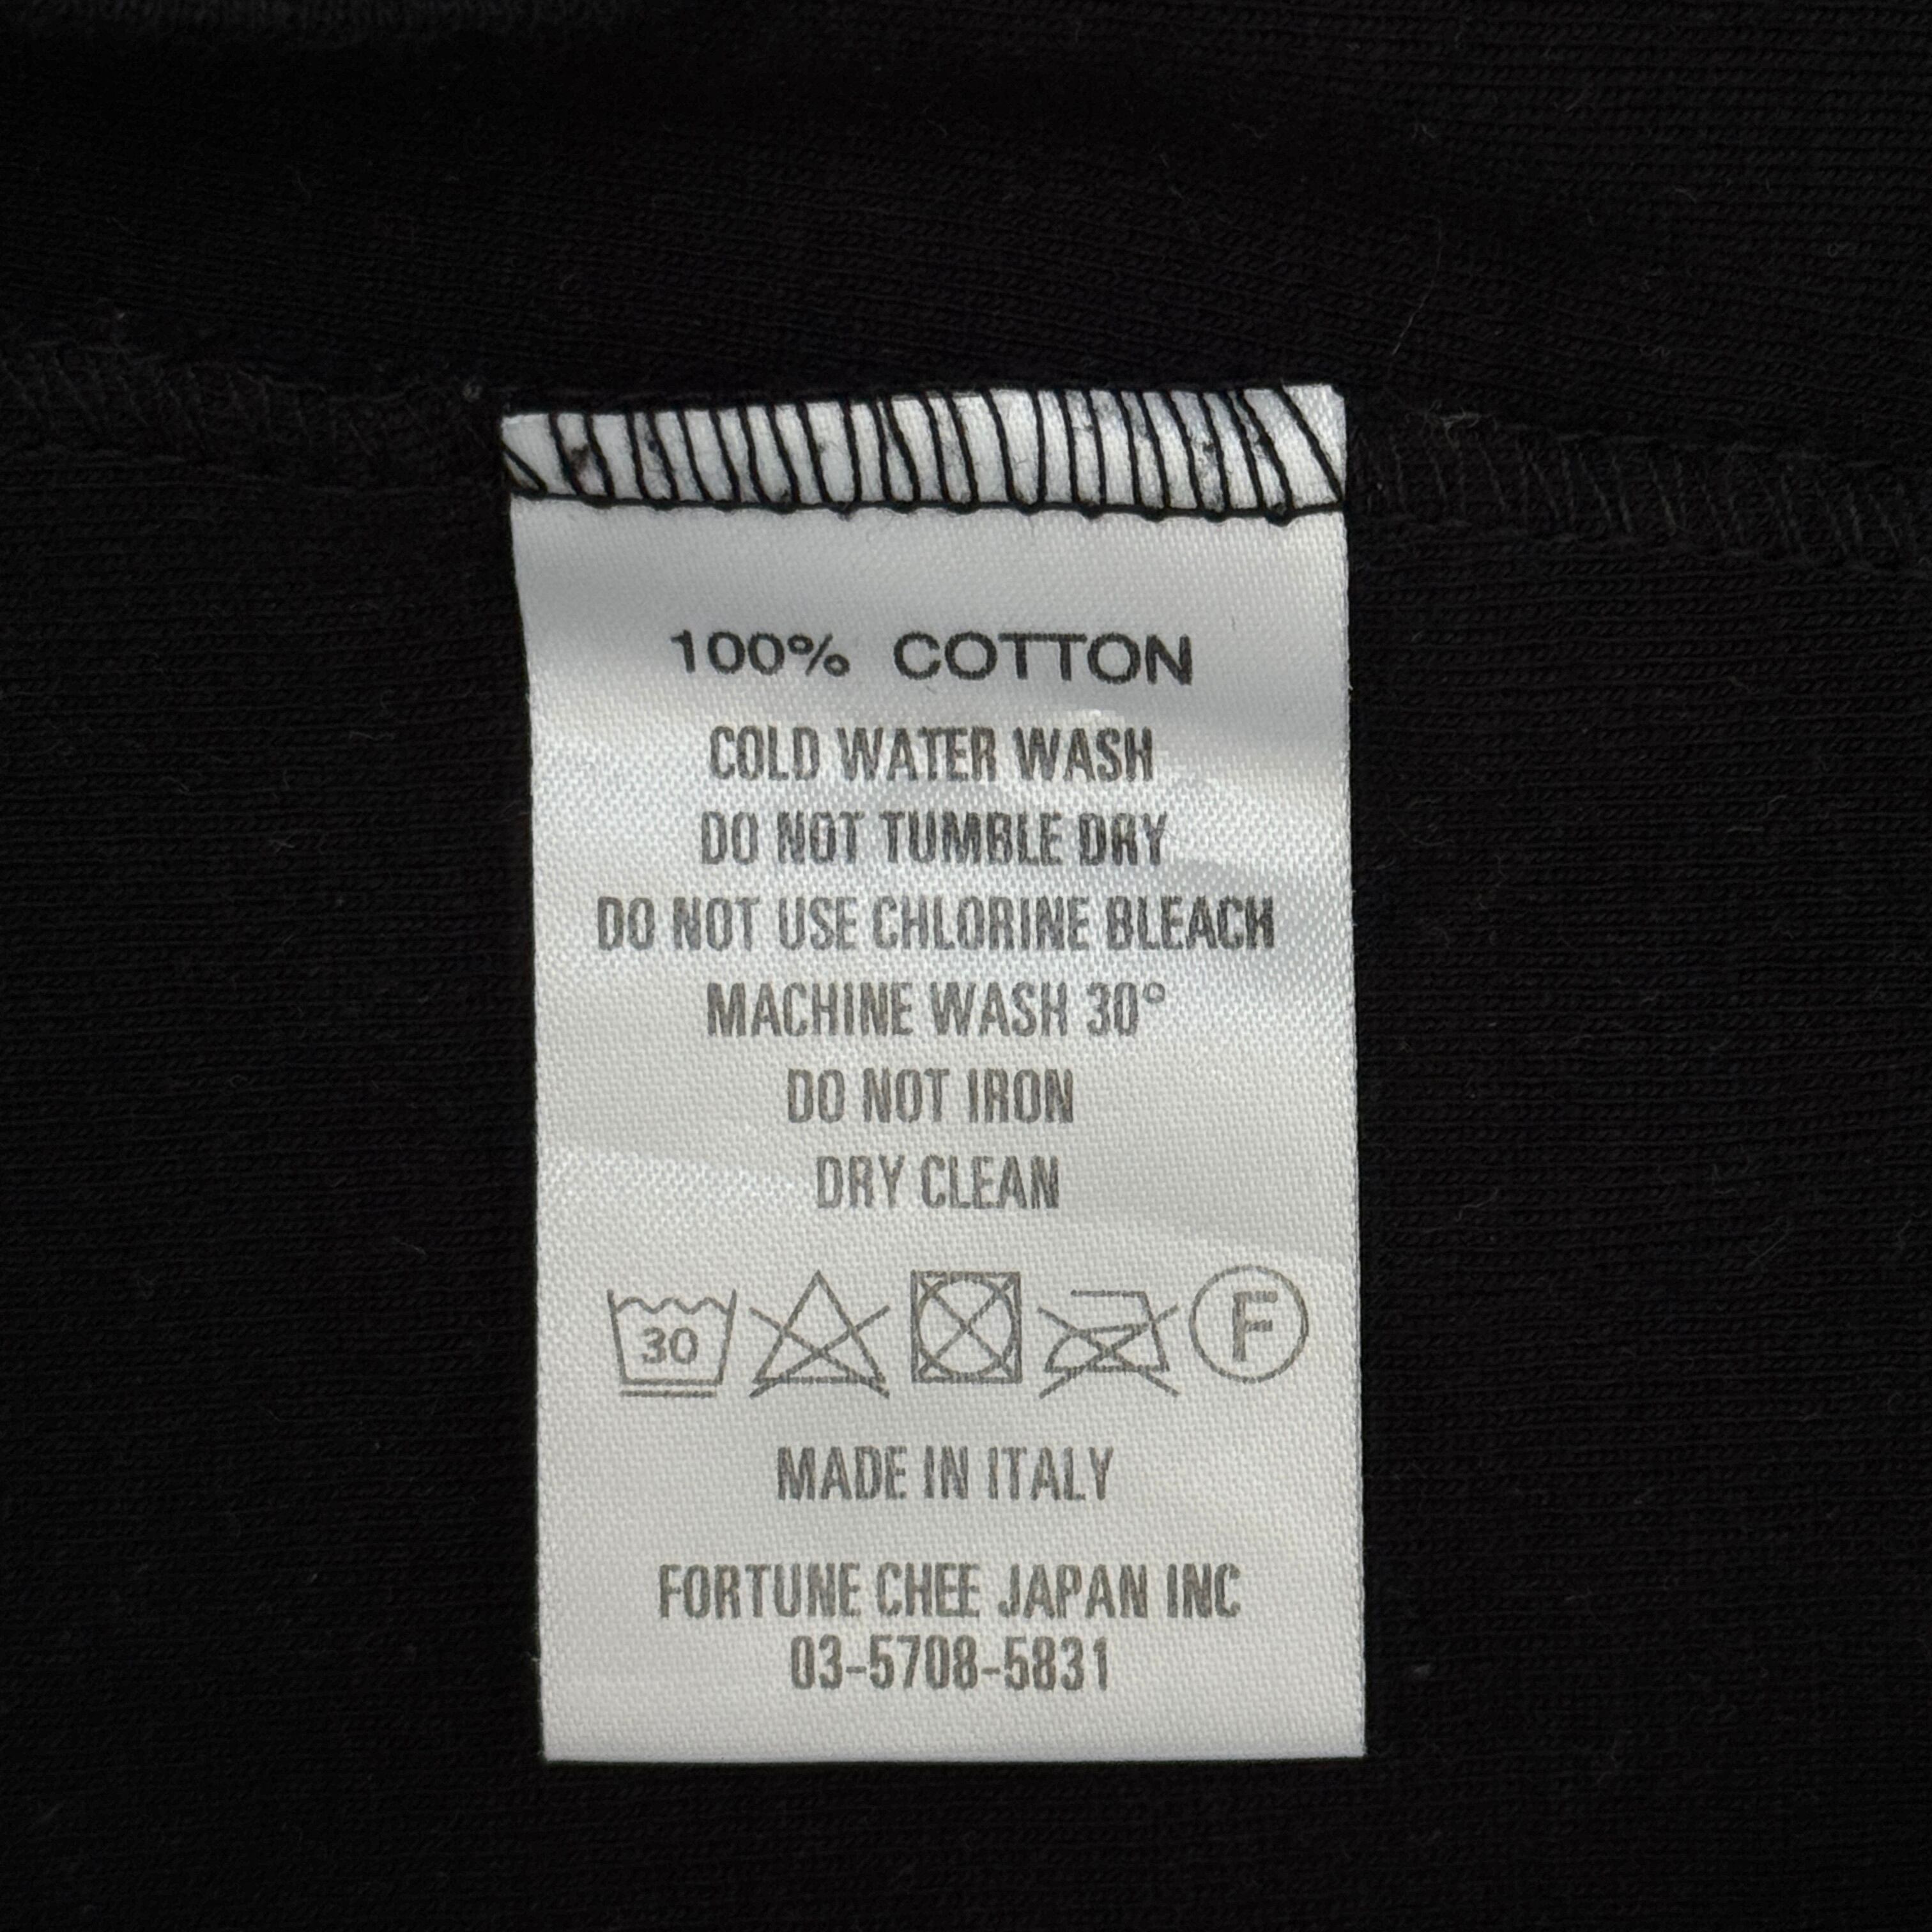 100% COTTON
COLD WATER WASH
DO NOT TUMBLE DRY
DO NOT USE CHLORINE BLEACH
MACHINE WASH 30°
DO NOT IRON
DRY CLEAN
30 F
MADE IN ITALY
FORTUNE CHEE JAPAN INC
03-5708-5831